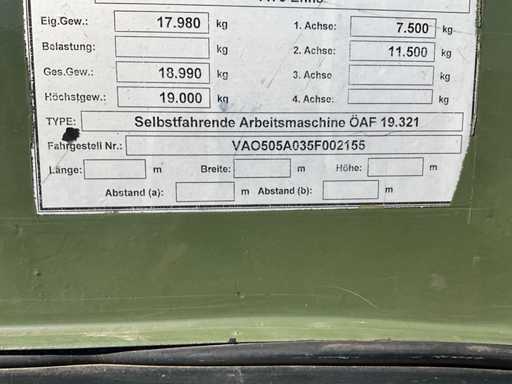 Eig.Gew.: 17.980 kg 1. Achse: 7.500 kg
Belastung: kg 2. Achse: 11.500 kg
Ges.Gew.: 18.990 kg 3. Achse kg
Höchstgew.: 19.000 kg 4. Achse: kg
TYPE: Selbstfahrende Arbeitsmaschine ÖAF 19.321
Fahrgestell Nr.: VAO505A035F002155
Länge: m Breite: m Höhe: m
Abstand (a): m Abstand (b): m